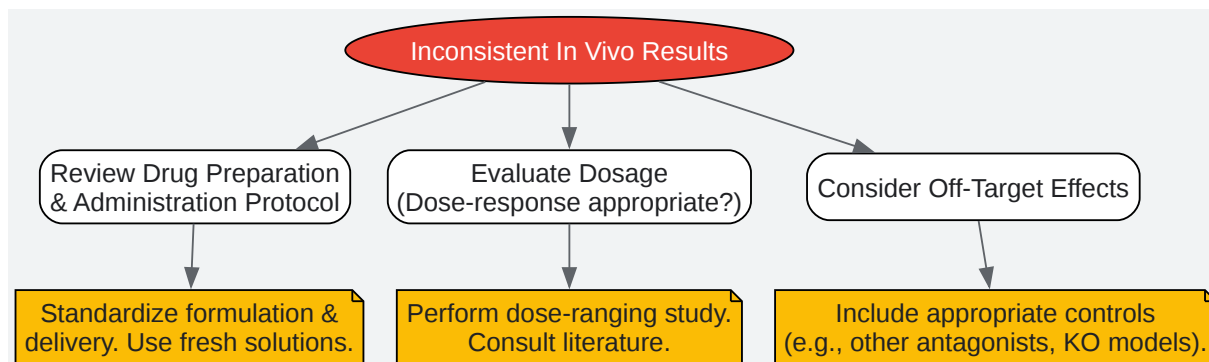 Inconsistent In Vivo Results
Review Drug Preparation
& Administration Protocol
Evaluate Dosage
(Dose-response appropriate?)
Consider Off-Target Effects
Standardize formulation &
delivery. Use fresh solutions.
Perform dose-ranging study.
Consult literature.
Include appropriate controls
(e.g., other antagonists, KO models).